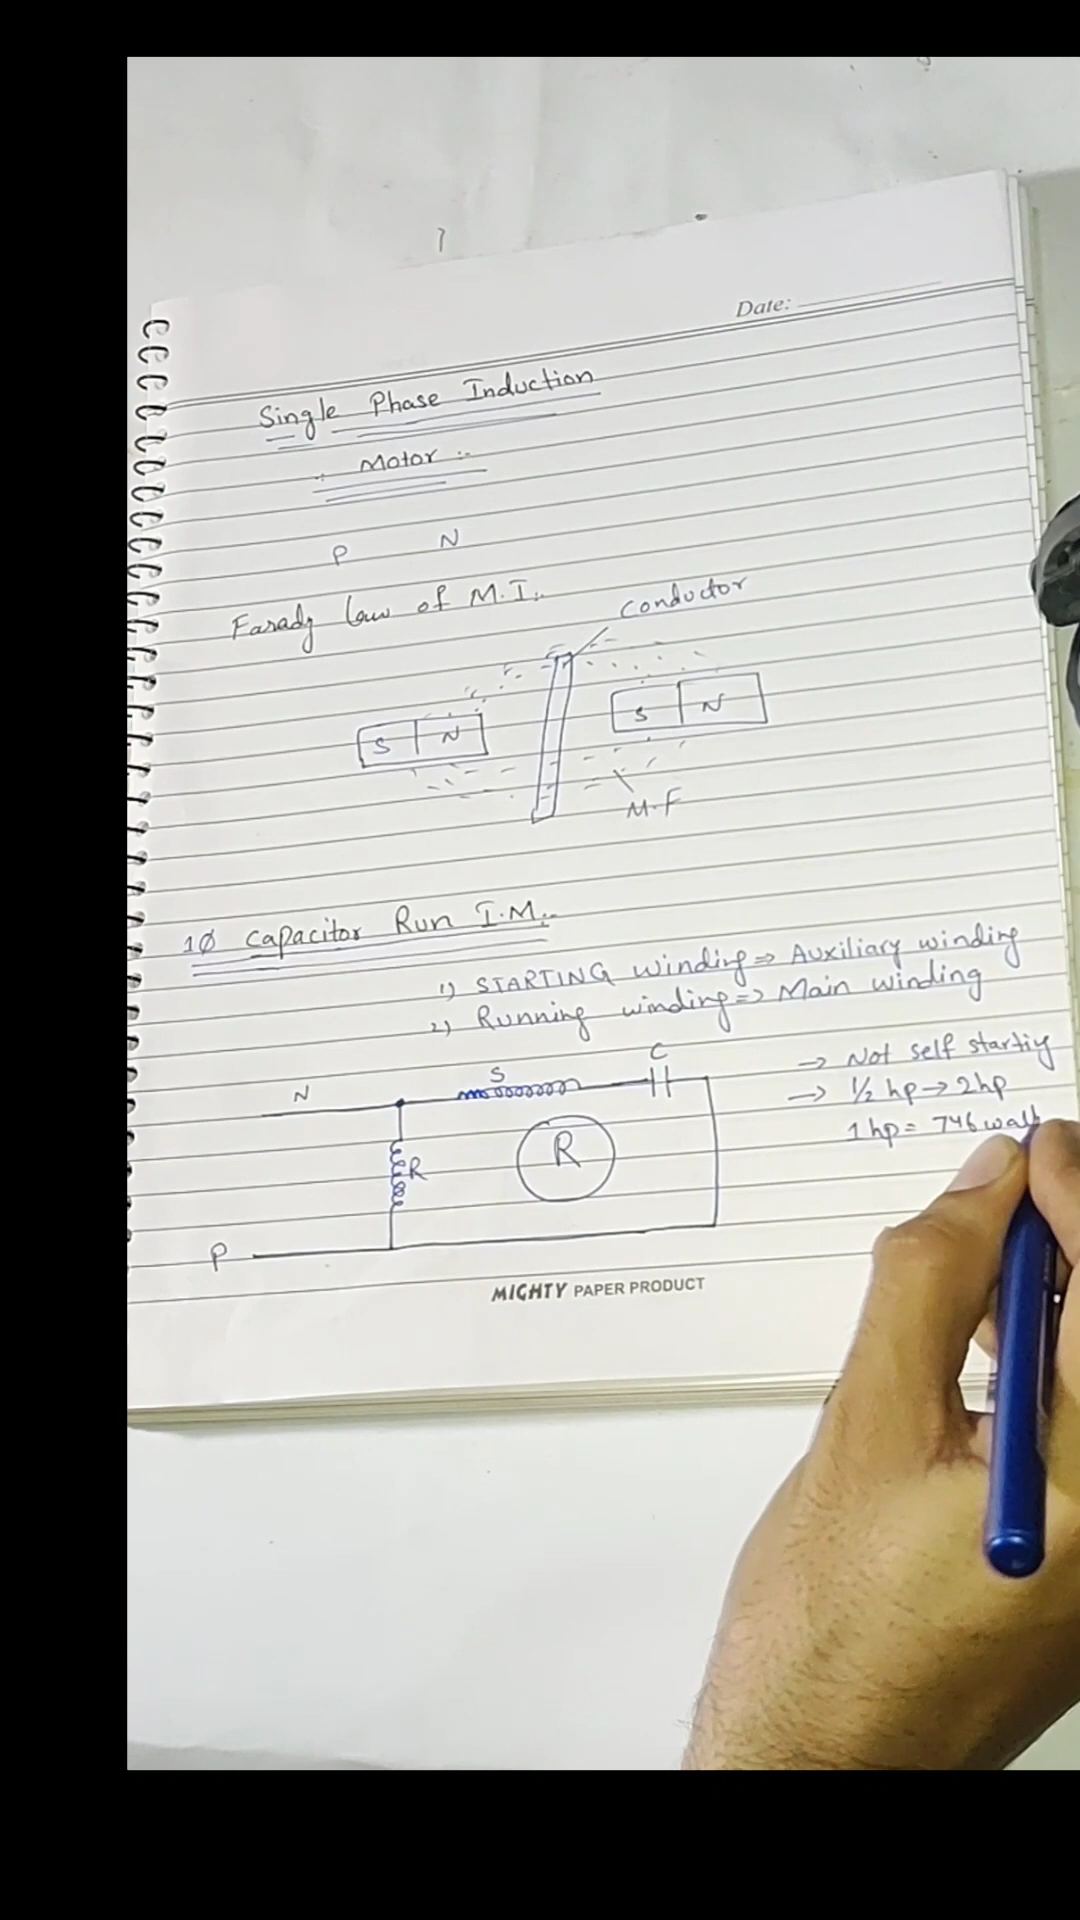 Date:
Single Phase Induction
Motor :-
P N
Farady law of M.I:.
Conductor
S N
S N
M.F
1Ø Capacitor Run I.M:-
1) STARTING winding => Auxiliary winding
2) Running winding => Main winding
→ Not self startiy
→ 1/2 hp → 2hp
1 hp = 746 watt
N
S
C
R
R
P
MIGHTY PAPER PRODUCT